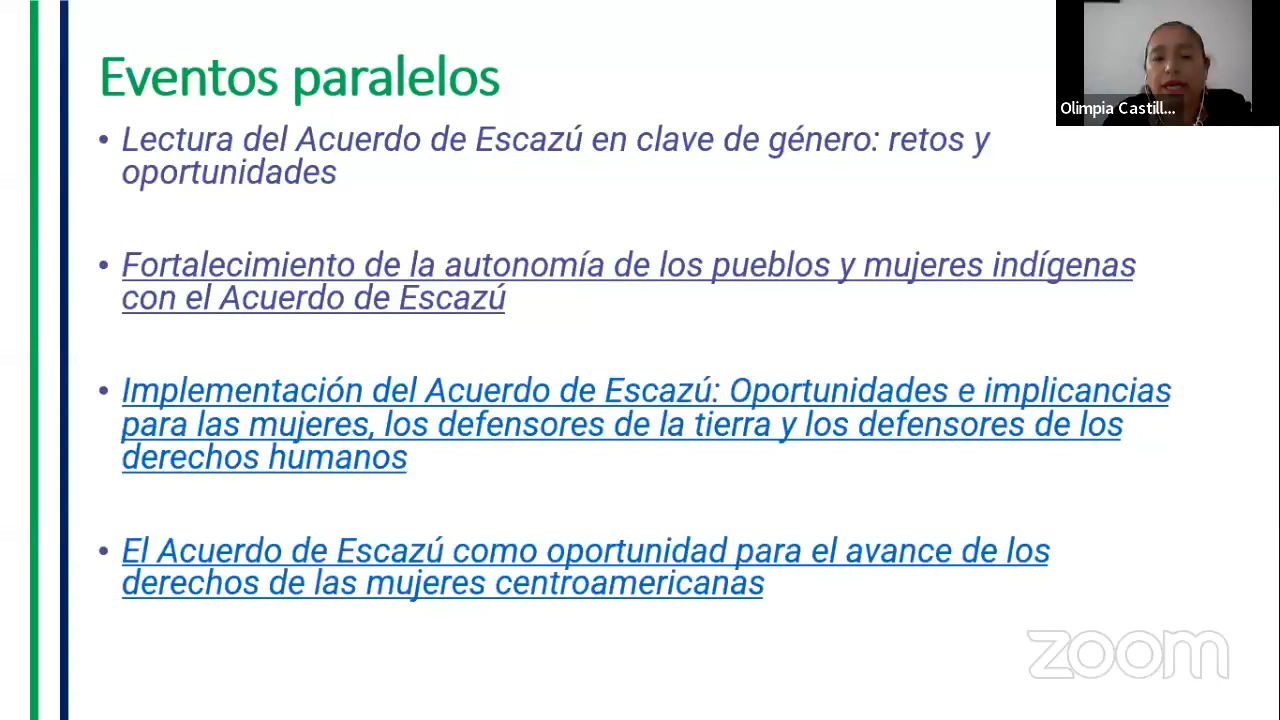 Eventos paralelos
Olimpia Castill...
• Lectura del Acuerdo de Escazú en clave de género: retos y
oportunidades
• Fortalecimiento de la autonomía de los pueblos y mujeres indígenas
con el Acuerdo de Escazú
• Implementación del Acuerdo de Escazú: Oportunidades e implicancias
para las mujeres, los defensores de la tierra y los defensores de los
derechos humanos
• El Acuerdo de Escazú como oportunidad para el avance de los
derechos de las mujeres centroamericanas
zoom